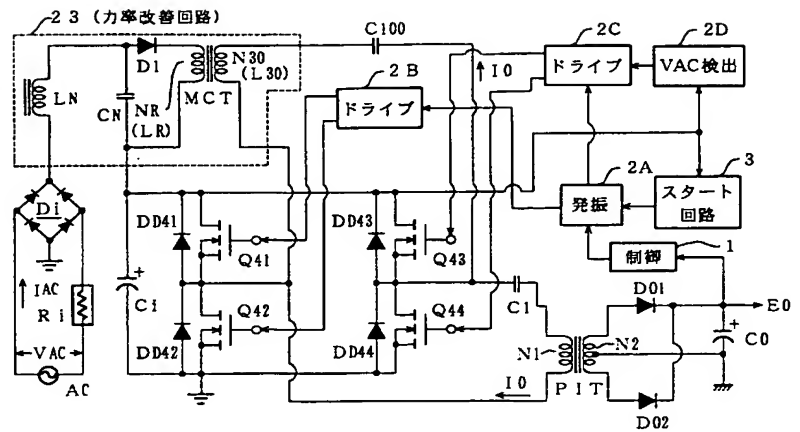 23 (力率改善回路)
C100
2C
2D
D1
N30
(L30)
I0
ドライブ
VAC検出
2B
LN
CN
NR
(LR)
MCT
ドライブ
2A
3
発振
スタート
回路
Di
DD41
DD43
Q41
Q43
制御
1
IAC
Ri
Ci
Q42
Q44
C1
D01
E0
VAC
DD42
DD44
N1
N2
C0
AC
I0
PIT
D02